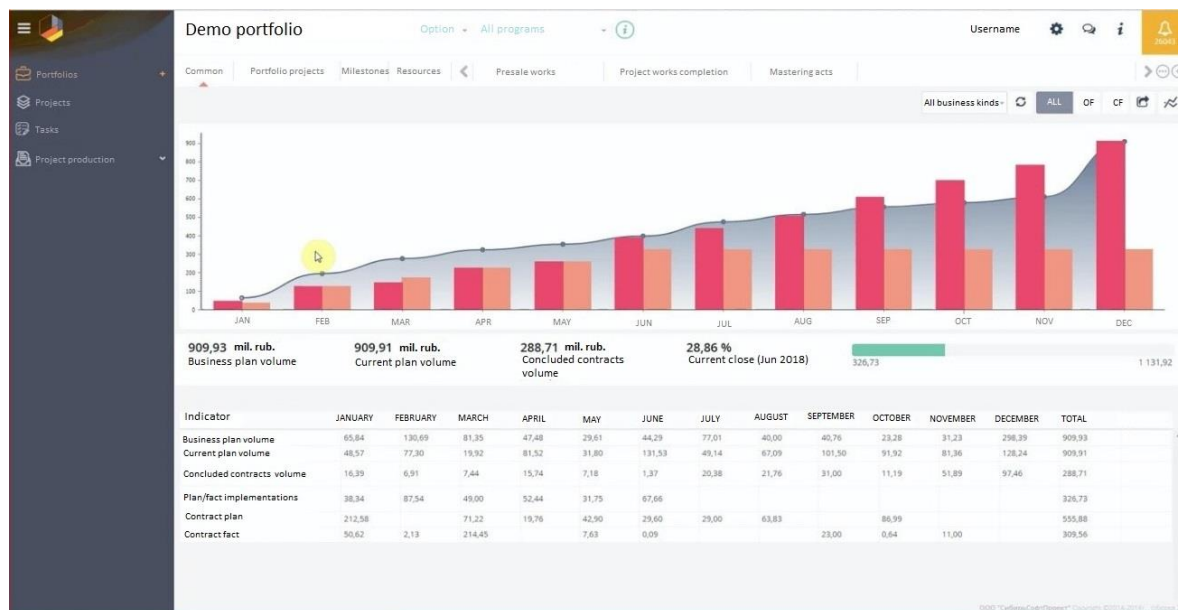 Demo portfolio Option All programs i Username i 26043
Portfolios +
Projects
Tasks
Project production
Common Portfolio projects Milestones Resources Presale works Project works completion Mastering acts
All business kinds ALL OF CF
900
800
700
600
500
400
300
200
100
0
JAN FEB MAR APR MAY JUN JUL AUG SEP OCT NOV DEC
909,93 mil. rub. 909,91 mil. rub. 288,71 mil. rub. 28,86 %
Business plan volume Current plan volume Concluded contracts volume Current close (Jun 2018) 326,73 1 131,92
Indicator JANUARY FEBRUARY MARCH APRIL MAY JUNE JULY AUGUST SEPTEMBER OCTOBER NOVEMBER DECEMBER TOTAL
Business plan volume 65,84 130,69 81,35 47,48 29,61 44,29 77,01 40,00 40,76 23,28 31,23 298,39 909,93
Current plan volume 48,57 77,30 19,92 81,52 31,80 131,53 49,14 67,09 101,50 91,92 81,36 128,24 909,91
Concluded contracts volume 16,39 6,91 7,44 15,74 7,18 1,37 20,38 21,76 31,00 11,19 51,89 97,46 288,71
Plan/fact implementations 38,34 87,54 49,00 52,44 31,75 67,66 326,73
Contract plan 212,58 71,22 19,76 42,90 29,60 29,00 63,83 86,99 555,88
Contract fact 50,62 2,13 214,45 7,63 0,09 23,00 0,64 11,00 309,56